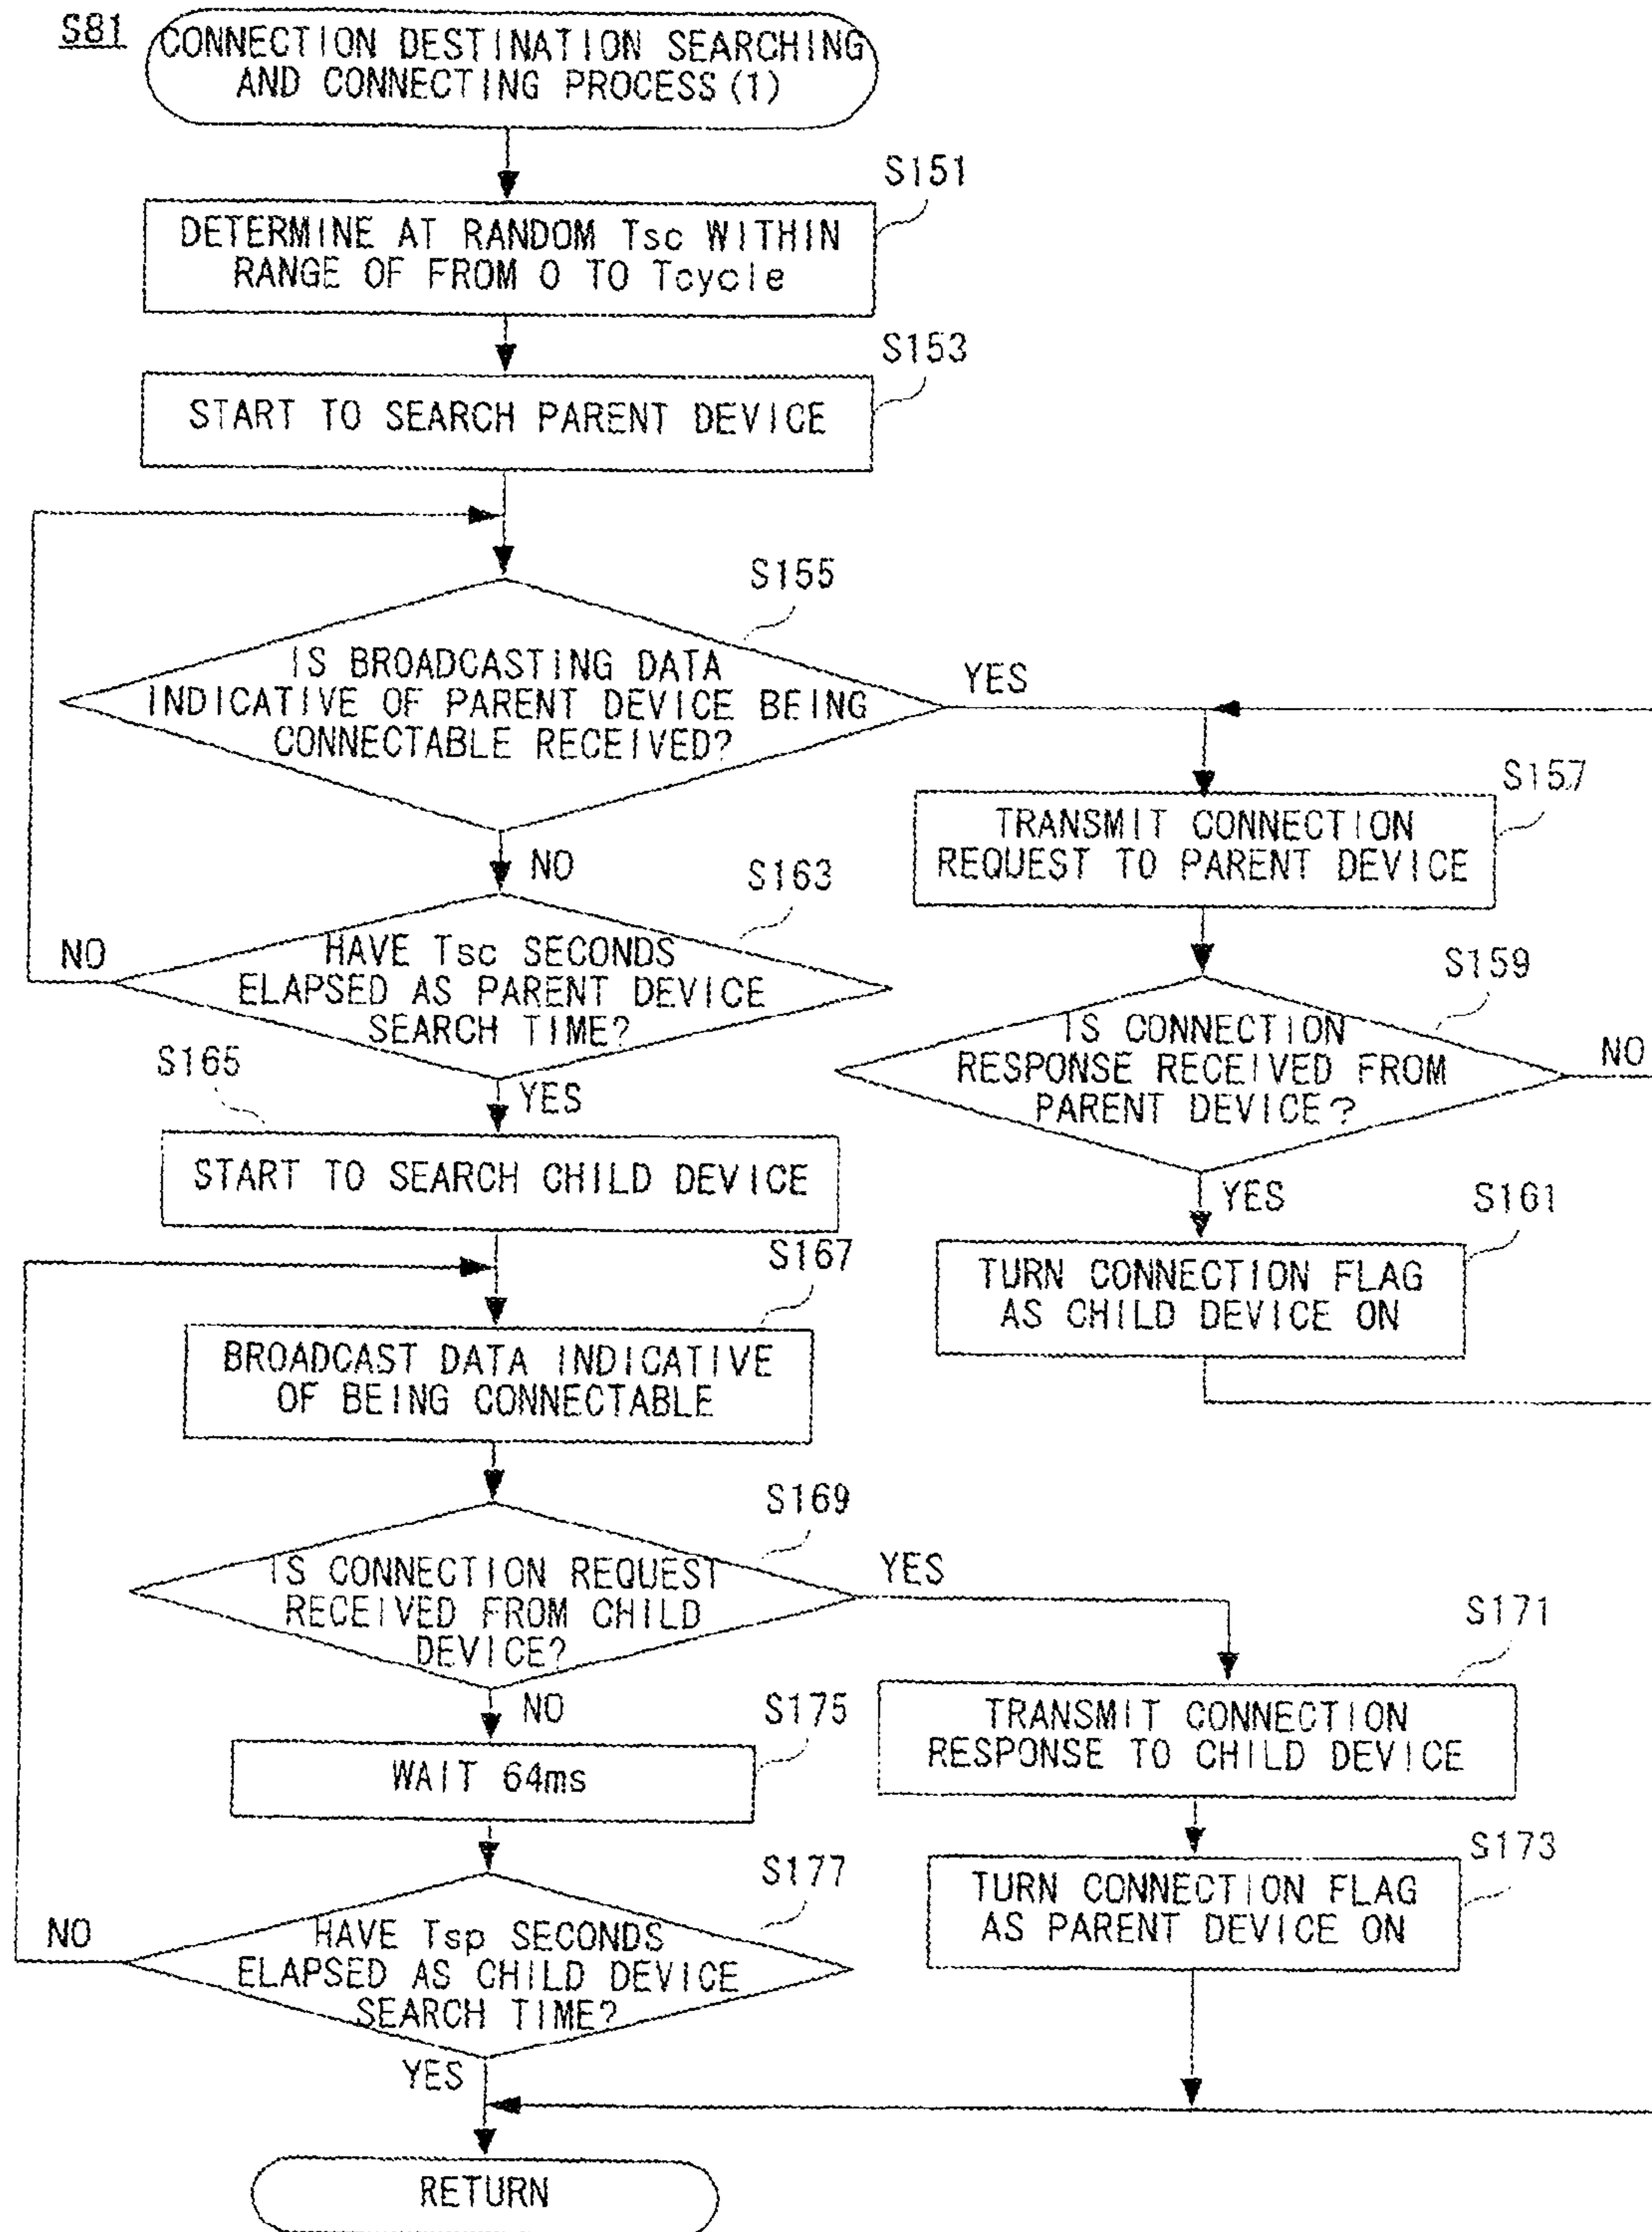 S81
CONNECTION DESTINATION SEARCHING
AND CONNECTING PROCESS(1)
S151
DETERMINE AT RANDOM Tsc WITHIN
RANGE OF FROM 0 TO Tcycle
S153
START TO SEARCH PARENT DEVICE
S155
IS BROADCASTING DATA
INDICATIVE OF PARENT DEVICE BEING
CONNECTABLE RECEIVED?
YES
NO
S157
TRANSMIT CONNECTION
REQUEST TO PARENT DEVICE
S163
HAVE Tsc SECONDS
ELAPSED AS PARENT DEVICE
SEARCH TIME?
NO
YES
S159
IS CONNECTION
RESPONSE RECEIVED FROM
PARENT DEVICE?
NO
YES
S165
START TO SEARCH CHILD DEVICE
S161
TURN CONNECTION FLAG
AS CHILD DEVICE ON
S167
BROADCAST DATA INDICATIVE
OF BEING CONNECTABLE
S169
IS CONNECTION REQUEST
RECEIVED FROM CHILD
DEVICE?
YES
NO
S171
TRANSMIT CONNECTION
RESPONSE TO CHILD DEVICE
S175
WAIT 64ms
S173
TURN CONNECTION FLAG
AS PARENT DEVICE ON
S177
HAVE Tsp SECONDS
ELAPSED AS CHILD DEVICE
SEARCH TIME?
NO
YES
RETURN